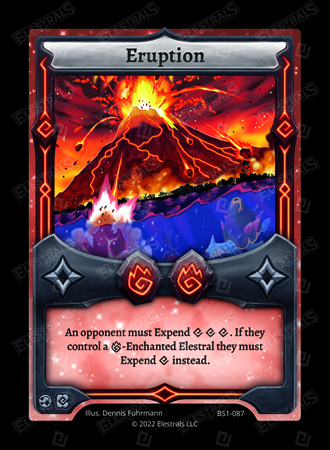 Eruption
An opponent must Expend . If they
control a -Enchanted Elestral they must
Expend instead.
Illus. Dennis Fuhrmann
BS1-087
© 2022 Elestrals LLC
ELESTRALS